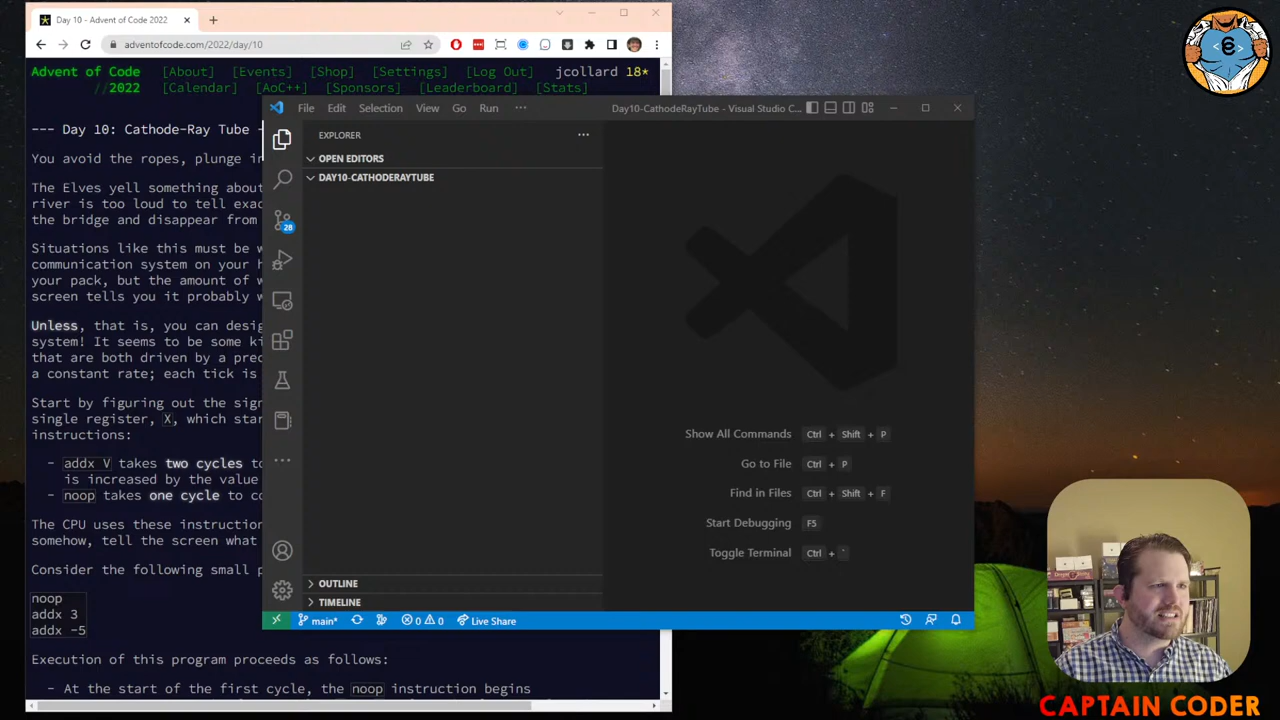 Day 10 - Advent of Code 2022
adventofcode.com/2022/day/10
Advent of Code [About] [Events] [Shop] [Settings] [Log Out] jcollard 18*
//2022 [Calendar] [AoC++] [Sponsors] [Leaderboard] [Stats]
--- Day 10: Cathode-Ray Tube -
You avoid the ropes, plunge in
The Elves yell something about
river is too loud to tell exac
the bridge and disappear from
Situations like this must be w
communication system on your h
your pack, but the amount of w
screen tells you it probably w
Unless, that is, you can desig
system! It seems to be some ki
that are both driven by a prec
a constant rate; each tick is
Start by figuring out the sign
single register, X, which star
instructions:
- addx V takes two cycles to
is increased by the value
- noop takes one cycle to co
The CPU uses these instruction
somehow, tell the screen what
Consider the following small p
noop
addx 3
addx -5
Execution of this program proceeds as follows:
- At the start of the first cycle, the noop instruction begins
File Edit Selection View Go Run ··· Day10-CathodeRayTube - Visual Studio C...
EXPLORER ···
OPEN EDITORS
DAY10-CATHODERAYTUBE
28
Show All Commands Ctrl + Shift + P
Go to File Ctrl + P
Find in Files Ctrl + Shift + F
Start Debugging F5
Toggle Terminal Ctrl + `
OUTLINE
TIMELINE
main* 0 0 Live Share
CAPTAIN CODER